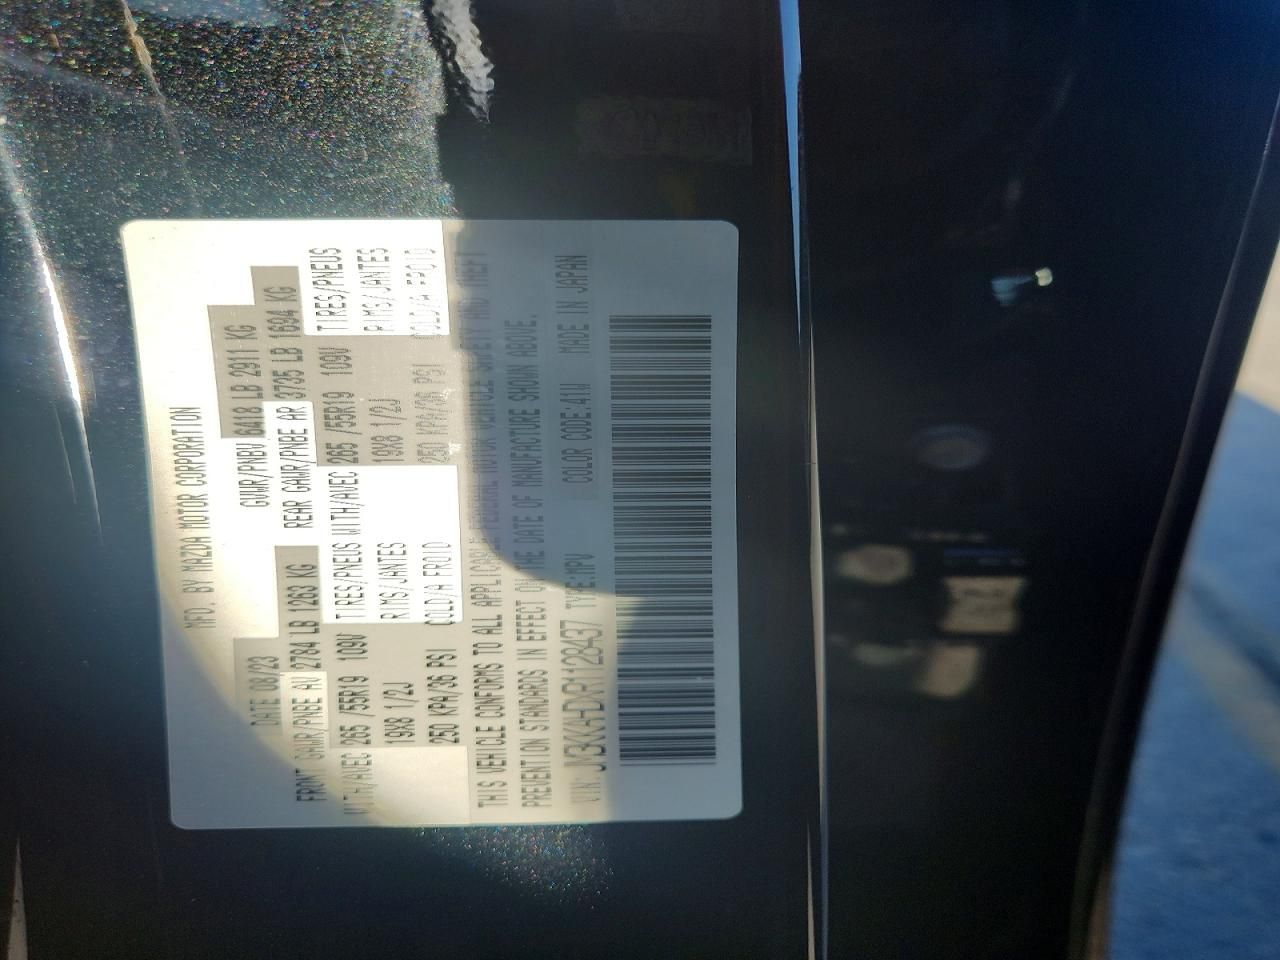 MFD. BY MAZDA MOTOR CORPORATION
DATE 08/23 GVWR/PNBV 6418 LB 2911 KG
FRONT GAWR/PNBE AV 2784 LB 1263 KG REAR GAWR/PNBE AR 3735 LB 1694 KG
WITH/AVEC 265 /55R19 109V TIRES/PNEUS WITH/AVEC 265 /55R19 109V TIRES/PNEUS
19X8 1/2J RIMS/JANTES 19X8 1/2J RIMS/JANTES
250 KPA/36 PSI COLD/A FROID 250 KPA/36 PSI COLD/A FROID
THIS VEHICLE CONFORMS TO ALL APPLICABLE FEDERAL MOTOR VEHICLE SAFETY AND THEFT
PREVENTION STANDARDS IN EFFECT ON THE DATE OF MANUFACTURE SHOWN ABOVE.
VIN: JM3KKAHD*R1128437 TYPE:MPV COLOR CODE:41W MADE IN JAPAN